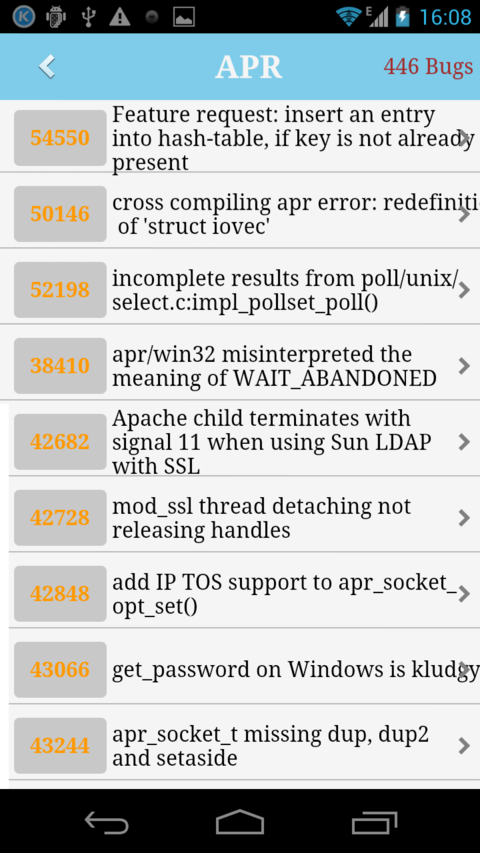 E
16:08
APR
446 Bugs
54550
Feature request: insert an entry
into hash-table, if key is not already
present
50146
cross compiling apr error: redefiniti
of 'struct iovec'
52198
incomplete results from poll/unix/
select.c:impl_pollset_poll()
38410
apr/win32 misinterpreted the
meaning of WAIT_ABANDONED
42682
Apache child terminates with
signal 11 when using Sun LDAP
with SSL
42728
mod_ssl thread detaching not
releasing handles
42848
add IP TOS support to apr_socket_
opt_set()
43066
get_password on Windows is kludgy
43244
apr_socket_t missing dup, dup2
and setaside